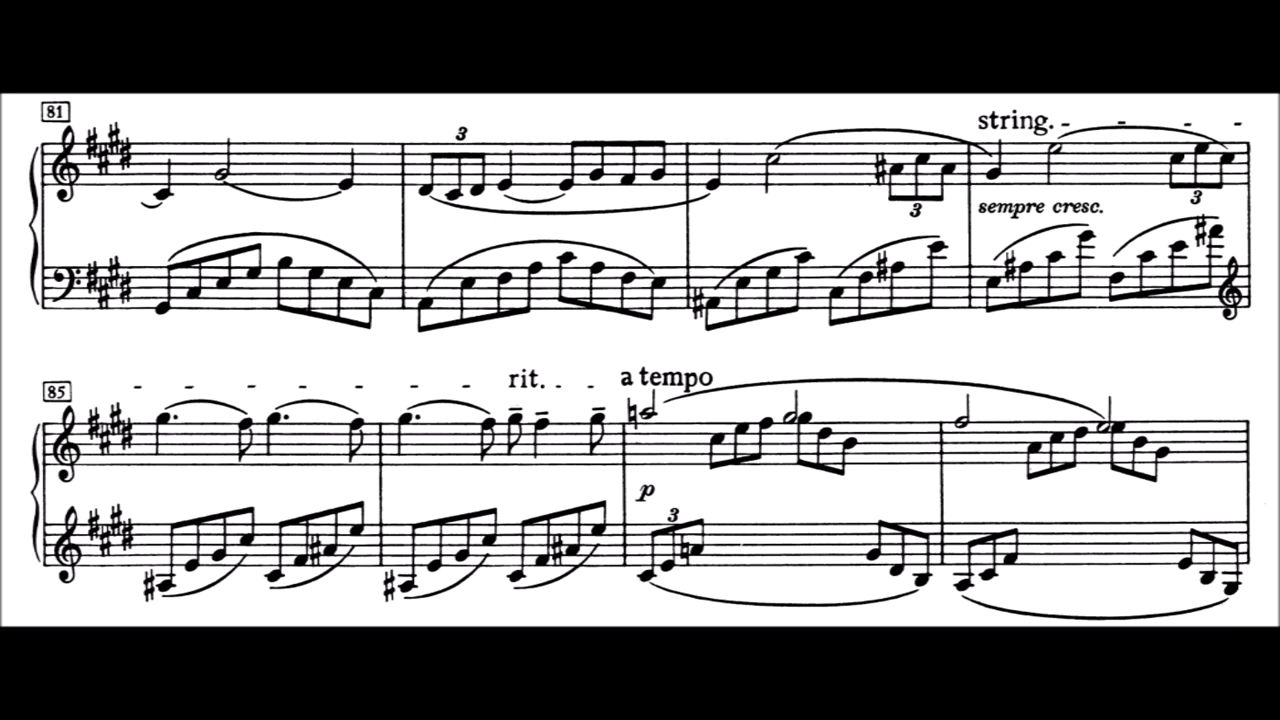 81
3
string. - - - -
3
sempre cresc.
3
85
- - - - - - - rit. . - a tempo
p
3